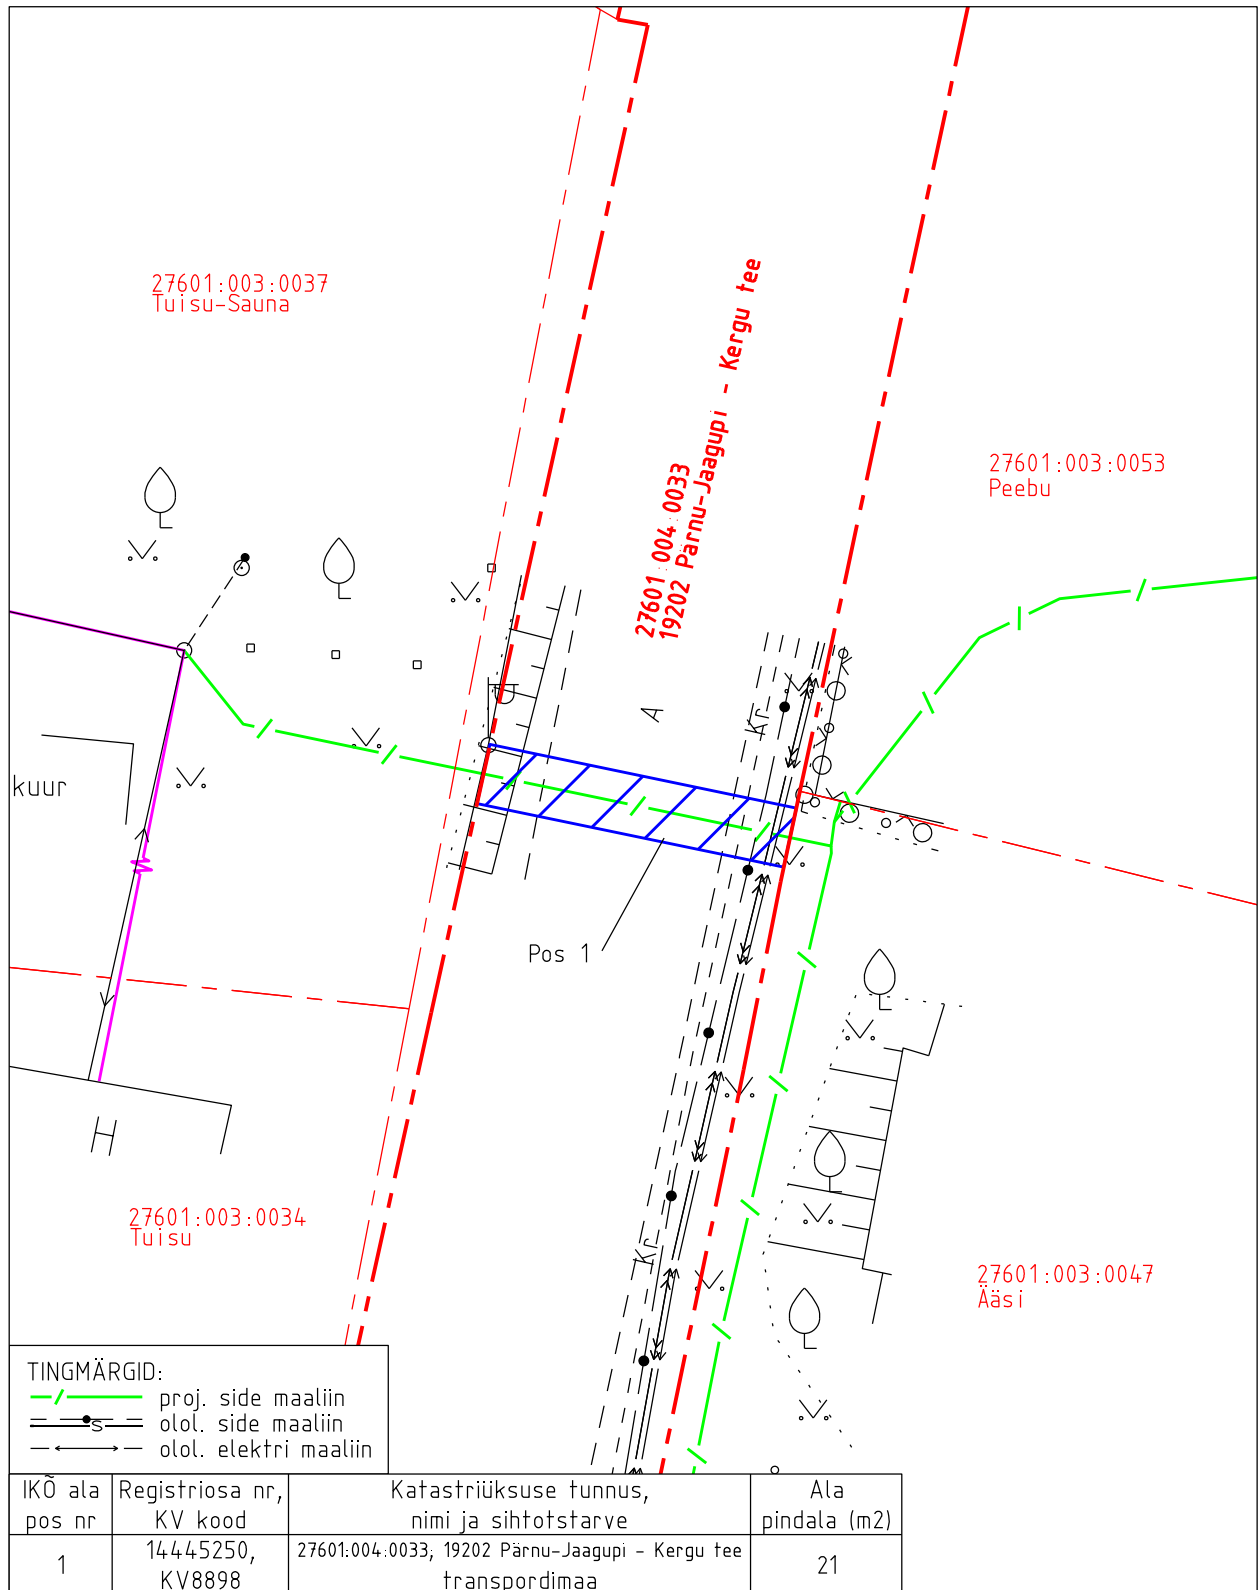 27601:003:0037
Tuisu-Sauna
27601:004:0033
19202 Pärnu-Jaagupi - Kergu tee
27601:003:0053
Peebu
A
Kr
kuur
Pos 1
H
27601:003:0034
Tuisu
Kr
27601:003:0047
Ääsi
TINGMÄRGID:
proj. side maaliin
S
olol. side maaliin
olol. elektri maaliin
IKÕ ala pos nr
Registriosa nr, KV kood
Katastriüksuse tunnus, nimi ja sihtotstarve
Ala pindala (m2)
1
14445250, KV8898
27601:004:0033; 19202 Pärnu-Jaagupi - Kergu tee transpordimaa
21